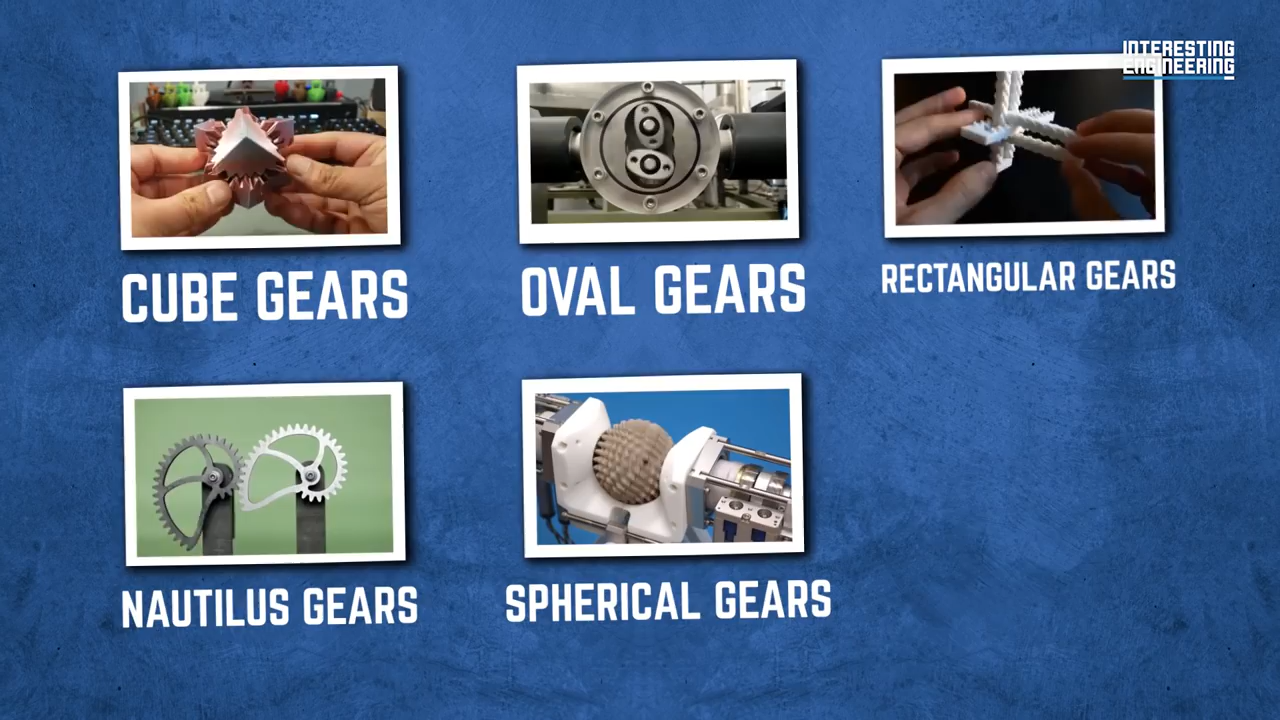 INTERESTING
ENGINEERING
CUBE GEARS
OVAL GEARS
RECTANGULAR GEARS
NAUTILUS GEARS
SPHERICAL GEARS